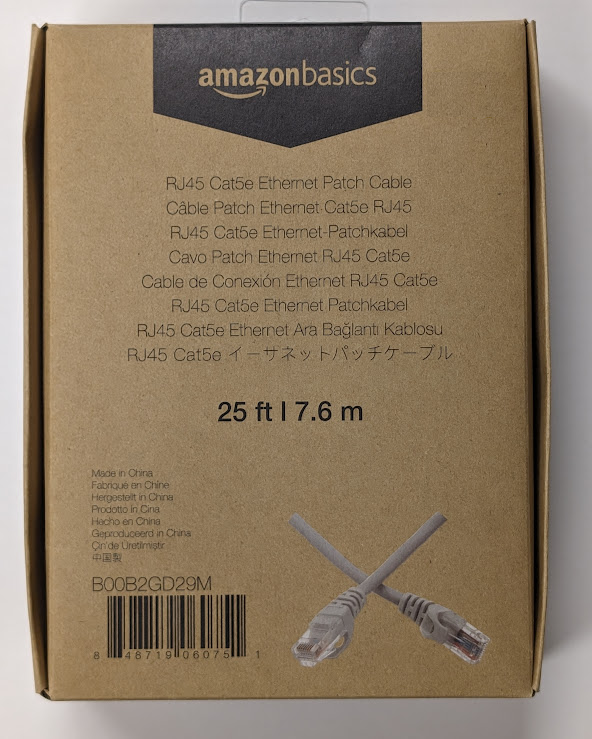 amazonbasics
RJ45 Cat5e Ethernet Patch Cable
Câble Patch Ethernet Cat5e RJ45
RJ45 Cat5e Ethernet-Patchkabel
Cavo Patch Ethernet RJ45 Cat5e
Cable de Conexión Ethernet RJ45 Cat5e
RJ45 Cat5e Ethernet Patchkabel
RJ45 Cat5e Ethernet Ara Bağlantı Kablosu
RJ45 Cat5e イーサネットパッチケーブル
25 ft | 7.6 m
Made in China
Fabriqué en Chine
Hergestellt in China
Prodotto in Cina
Hecho en China
Geproduceerd in China
Çin'de Üretilmiştir
中国製
B00B2GD29M
8 48719 06075 1